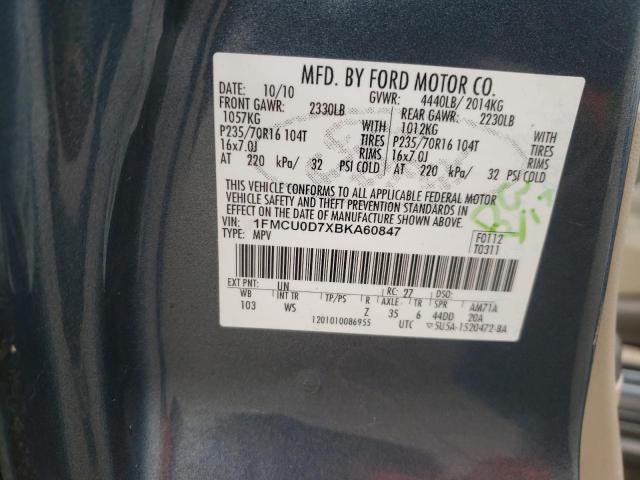 MFD. BY FORD MOTOR CO.
DATE: 10/10 GVWR: 4440LB/ 2014KG
FRONT GAWR: 2330LB REAR GAWR: 2230LB
1057KG WITH 1012KG WITH
P235/70R16 104T TIRES P235/70R16 104T TIRES
16x7.0J RIMS 16x7.0J RIMS
AT 220 kPa/ 32 PSI COLD AT 220 kPa/ 32 PSI COLD
THIS VEHICLE CONFORMS TO ALL APPLICABLE FEDERAL MOTOR
VEHICLE SAFETY AND THEFT PREVENTION STANDARDS IN
EFFECT ON THE DATE OF MANUFACTURE SHOWN ABOVE.
VIN: 1FMCU0D7XBKA60847
TYPE: MPV
F0112
T0311
EXT PNT: UN RC: 27 DSO:
WB INT TR TP/PS R AXLE TR SPR AM71A
103 WS Z 35 6 44DD 20A
1201010086955 UTC ▽5U5A-1520472-BA